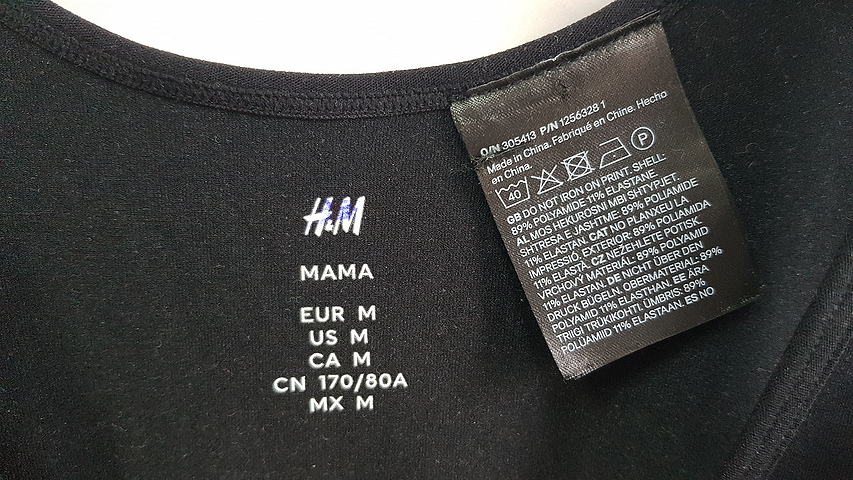 H&M
MAMA
EUR M
US M
CA M
CN 170/80A
MX M
O/N 305413 P/N 1256328 1
Made in China. Fabriqué en Chine. Hecho
en China.
40 P
GB DO NOT IRON ON PRINT. SHELL:
89% POLYAMIDE 11% ELASTANE
AL MOS HEKUROSNI MBI SHTYPJET.
SHTRESA E JASHTME: 89% POLIAMIDE
11% ELASTAN. CAT NO PLANXEU LA
IMPRESSIÓ, EXTERIOR: 89% POLIAMIDA
11% ELASTÀ CZ NEŽEHLETE POTISK.
VRCHOVÝ MATERIÁL: 89% POLYAMID
11% ELASTAN. DE NICHT ÜBER DEN
DRUCK BÜGELN. OBERMATERIAL: 89%
POLYAMID 11% ELASTHAN. EE ÄRA
TRIIGI TRÜKIKOHTI. ÜMBRIS: 89%
POLÜAMIID 11% ELASTAAN. ES NO